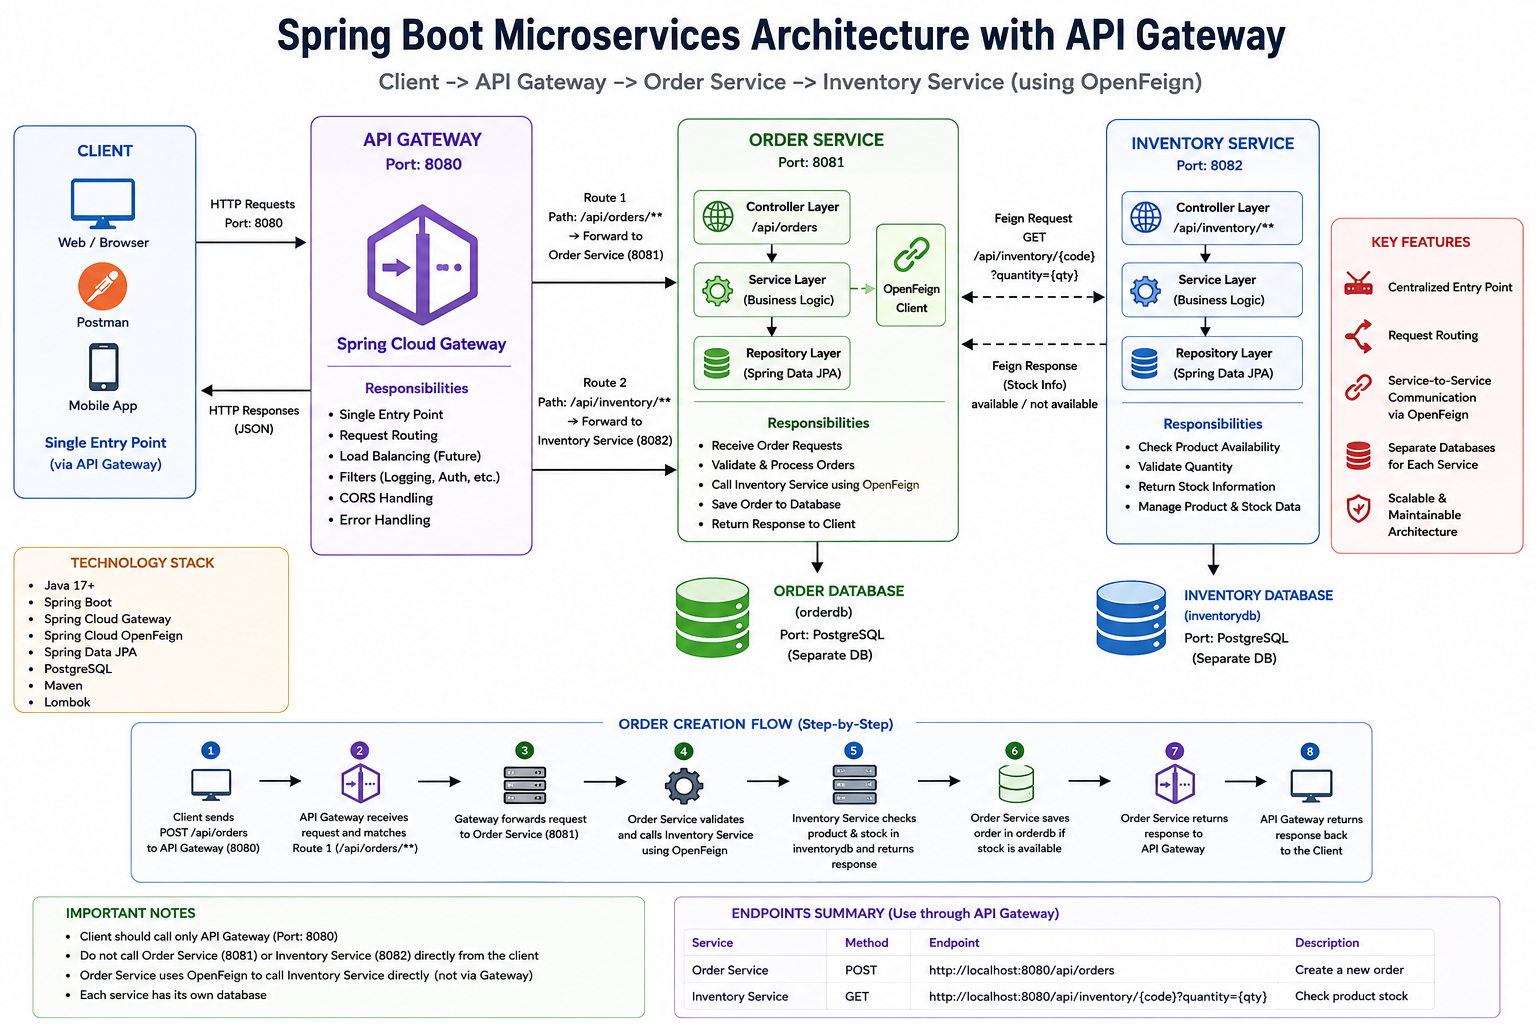 Spring Boot Microservices Architecture with API Gateway
Client -> API Gateway -> Order Service -> Inventory Service (using OpenFeign)
CLIENT
Web / Browser
Postman
Mobile App
Single Entry Point
(via API Gateway)
HTTP Requests
Port: 8080
HTTP Responses
(JSON)
API GATEWAY
Port: 8080
Spring Cloud Gateway
Responsibilities
• Single Entry Point
• Request Routing
• Load Balancing (Future)
• Filters (Logging, Auth, etc.)
• CORS Handling
• Error Handling
Route 1
Path: /api/orders/**
→ Forward to
Order Service (8081)
Route 2
Path: /api/inventory/**
→ Forward to
Inventory Service (8082)
ORDER SERVICE
Port: 8081
Controller Layer
/api/orders
Service Layer
(Business Logic)
Repository Layer
(Spring Data JPA)
OpenFeign
Client
Responsibilities
• Receive Order Requests
• Validate & Process Orders
• Call Inventory Service using OpenFeign
• Save Order to Database
• Return Response to Client
Feign Request
GET
/api/inventory/{code}
?quantity={qty}
Feign Response
(Stock Info)
available / not available
INVENTORY SERVICE
Port: 8082
Controller Layer
/api/inventory/**
Service Layer
(Business Logic)
Repository Layer
(Spring Data JPA)
Responsibilities
• Check Product Availability
• Validate Quantity
• Return Stock Information
• Manage Product & Stock Data
KEY FEATURES
Centralized Entry Point
Request Routing
Service-to-Service
Communication
via OpenFeign
Separate Databases
for Each Service
Scalable &
Maintainable
Architecture
TECHNOLOGY STACK
• Java 17+
• Spring Boot
• Spring Cloud Gateway
• Spring Cloud OpenFeign
• Spring Data JPA
• PostgreSQL
• Maven
• Lombok
ORDER DATABASE
(orderdb)
Port: PostgreSQL
(Separate DB)
INVENTORY DATABASE
(inventorydb)
Port: PostgreSQL
(Separate DB)
ORDER CREATION FLOW (Step-by-Step)
1
Client sends
POST /api/orders
to API Gateway (8080)
2
API Gateway receives
request and matches
Route 1 (/api/orders/**)
3
Gateway forwards request
to Order Service (8081)
4
Order Service validates
and calls Inventory Service
using OpenFeign
5
Inventory Service checks
product & stock in
inventorydb and returns
response
6
Order Service saves
order in orderdb if
stock is available
7
Order Service returns
response to
API Gateway
8
API Gateway returns
response back
to the Client
IMPORTANT NOTES
• Client should call only API Gateway (Port: 8080)
• Do not call Order Service (8081) or Inventory Service (8082) directly from the client
• Order Service uses OpenFeign to call Inventory Service directly (not via Gateway)
• Each service has its own database
ENDPOINTS SUMMARY (Use through API Gateway)
Service Method Endpoint Description
Order Service POST http://localhost:8080/api/orders Create a new order
Inventory Service GET http://localhost:8080/api/inventory/{code}?quantity={qty} Check product stock